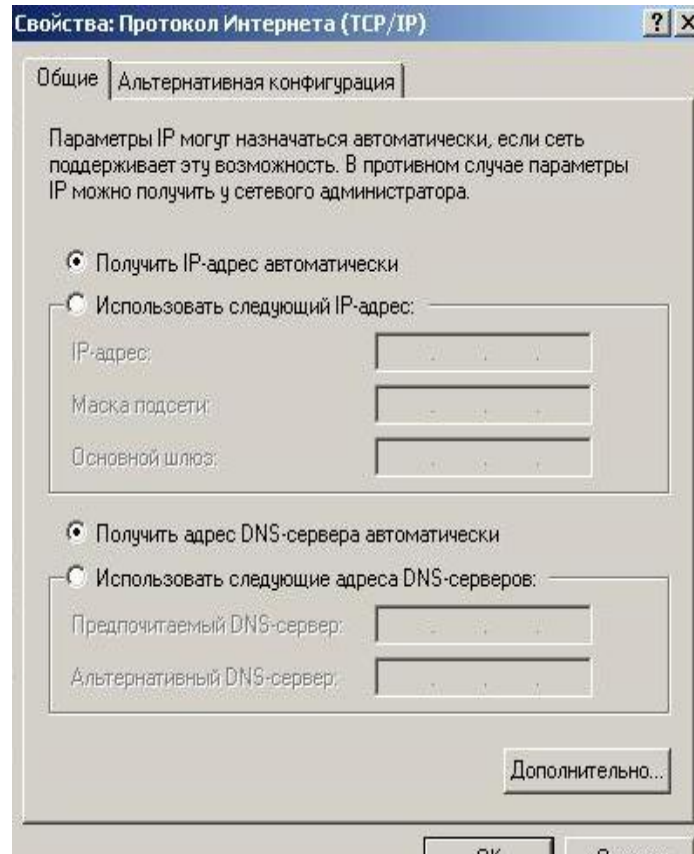 Свойства: Протокол Интернета (TCP/IP)
Общие
Альтернативная конфигурация
Параметры IP могут назначаться автоматически, если сеть
поддерживает эту возможность. В противном случае параметры
IP можно получить у сетевого администратора.
Получить IP-адрес автоматически
Использовать следующий IP-адрес:
IP-адрес:
Маска подсети:
Основной шлюз:
Получить адрес DNS-сервера автоматически
Использовать следующие адреса DNS-серверов:
Предпочитаемый DNS-сервер:
Альтернативный DNS-сервер:
Дополнительно...